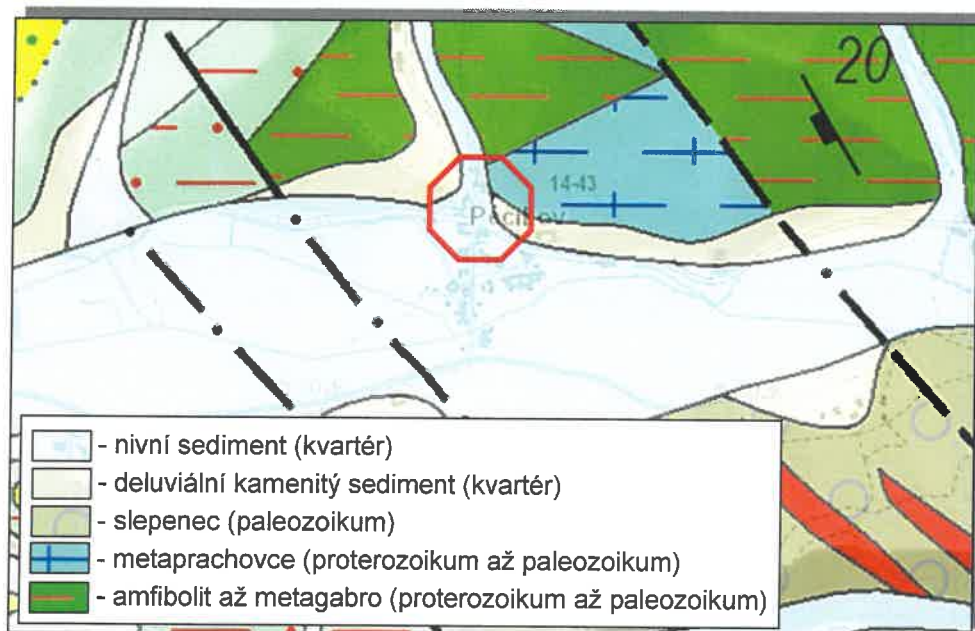 20
14-43
- nivní sediment (kvartér)
- deluviální kamenitý sediment (kvartér)
- slepenec (paleozoikum)
- metaprachovce (proterozoikum až paleozoikum)
- amfibolit až metagabro (proterozoikum až paleozoikum)